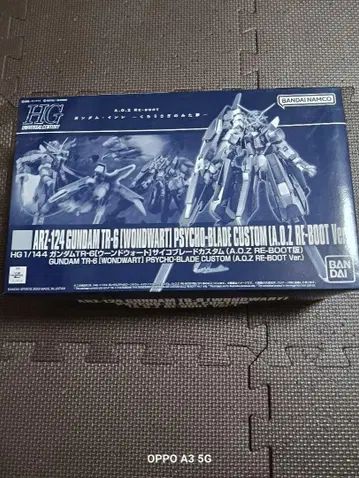 HG
UNIVERSAL CENTURY
A.O.Z RE-BOOT
ガンダム・インレ ―くろうさぎのみた夢―
BANDAI NAMCO
ARZ-124 GUNDAM TR-6 [WONDWART] PSYCHO-BLADE CUSTOM [A.O.Z RE-BOOT Ver.]
HG 1/144 ガンダムTR-6[ウーンドウォート]サイコブレードカスタム[A.O.Z RE-BOOT版]
GUNDAM TR-6 [WONDWART] PSYCHO-BLADE CUSTOM (A.O.Z RE-BOOT Ver.)
BAN
DAI
OPPO A3 5G